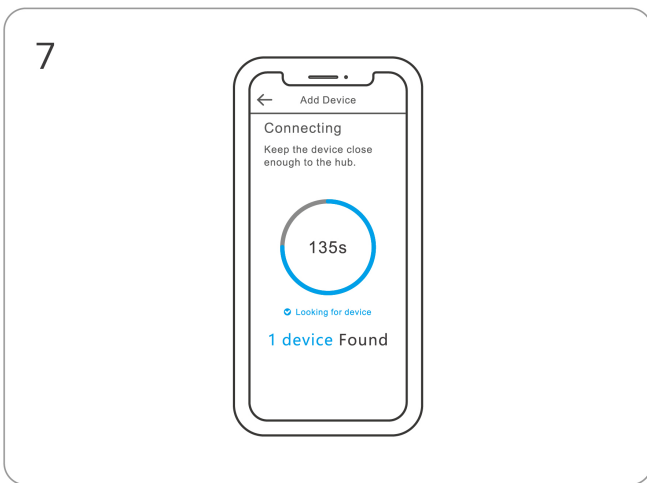 7
Add Device
Connecting
Keep the device close
enough to the hub.
135s
Looking for device
1 device Found